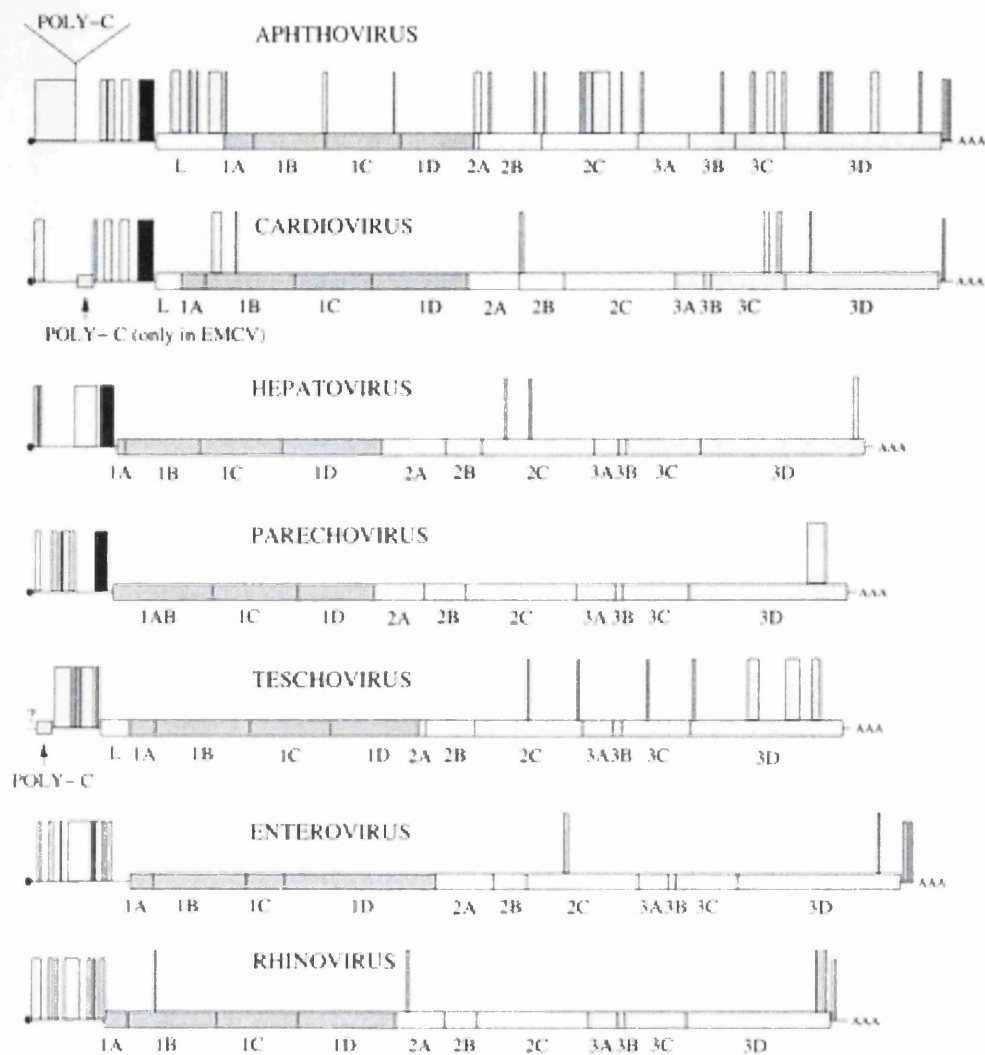 POLY-C
APHTHOVIRUS
AAA
L 1A 1B 1C 1D 2A 2B 2C 3A 3B 3C 3D
CARDIOVIRUS
AAA
L 1A 1B 1C 1D 2A 2B 2C 3A 3B 3C 3D
POLY-C (only in EMCV)
HEPATOVIRUS
AAA
1A 1B 1C 1D 2A 2B 2C 3A 3B 3C 3D
PARECHOVIRUS
AAA
1AB 1C 1D 2A 2B 2C 3A 3B 3C 3D
TESCHOVIRUS
?
AAA
L 1A 1B 1C 1D 2A 2B 2C 3A 3B 3C 3D
POLY-C
ENTEROVIRUS
AAA
1A 1B 1C 1D 2A 2B 2C 3A 3B 3C 3D
RHINOVIRUS
AAA
1A 1B 1C 1D 2A 2B 2C 3A 3B 3C 3D